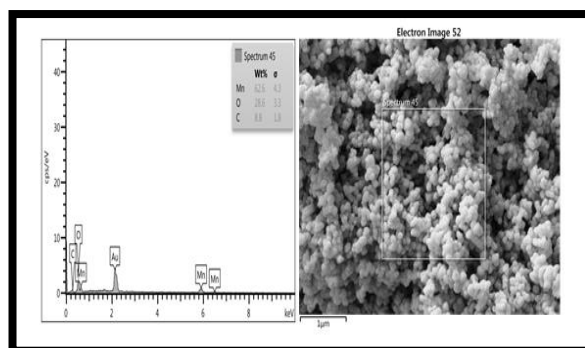 Electron Image 52
Spectrum 45
Wt% σ
Mn 62.6 4.3
O 28.6 3.3
C 8.8 1.8
cps/eV
40
30
20
10
0
C
O
Mn
Au
Mn
Mn
0 2 4 6 8 keV
Spectrum 45
1μm